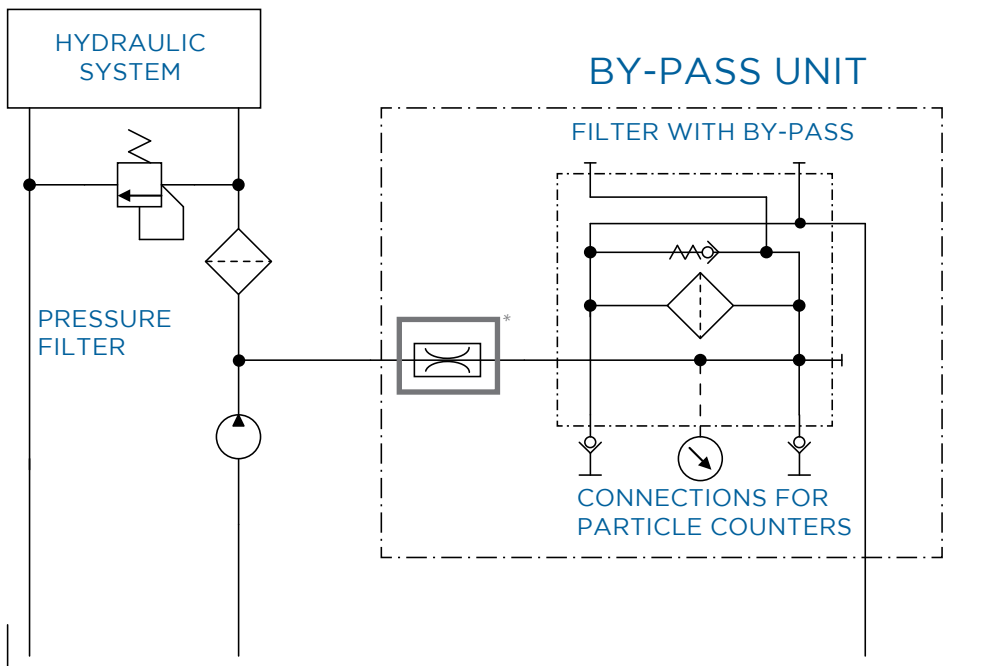 HYDRAULIC
SYSTEM
BY-PASS UNIT
FILTER WITH BY-PASS
PRESSURE
FILTER
*
CONNECTIONS FOR
PARTICLE COUNTERS